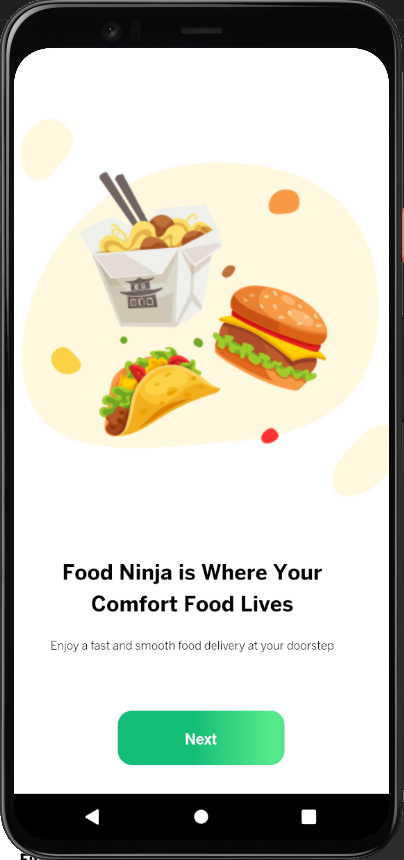 Food Ninja is Where Your
Comfort Food Lives
Enjoy a fast and smooth food delivery at your doorstep
Next